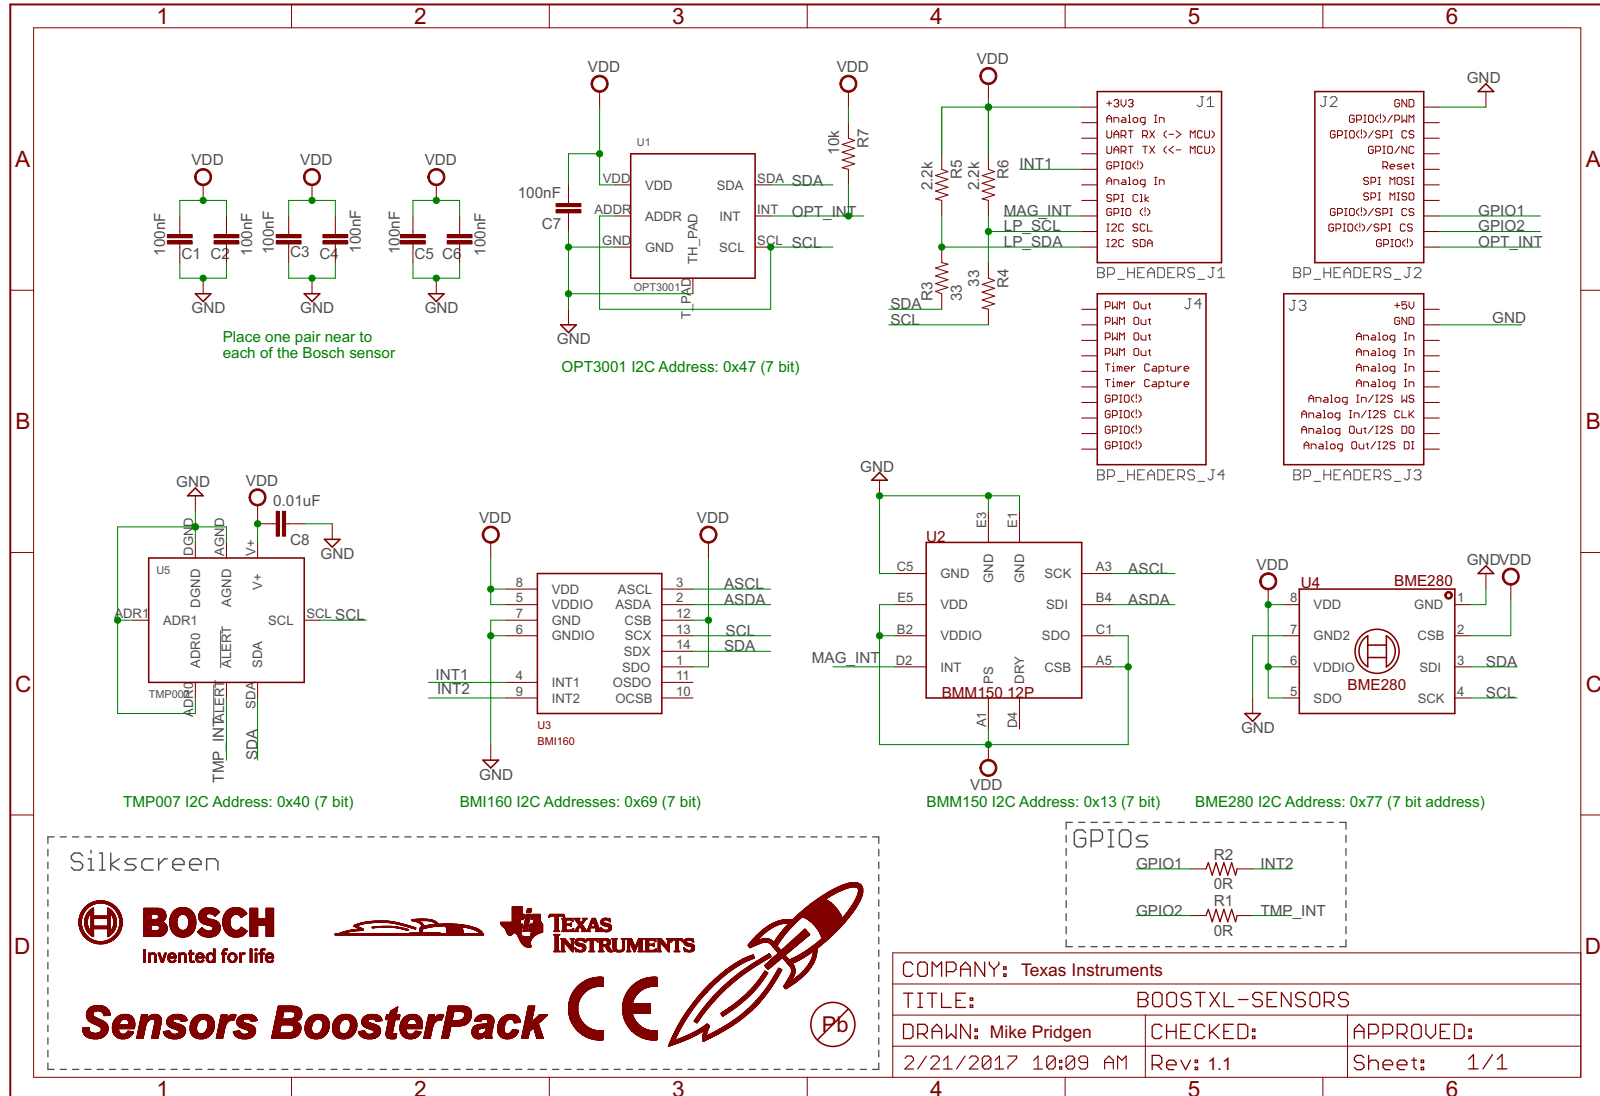 1 2 3 4 5 6
A
A
B
B
C
C
D
D
VDD
VDD
VDD
100nF
100nF
100nF
100nF
100nF
100nF
C1
C2
C3
C4
C5
C6
GND
GND
GND
Place one pair near to
each of the Bosch sensor
VDD
VDD
U1
10k
R7
100nF
C7
VDD
ADDR
GND
VDD
ADDR
GND
SDA
INT
SCL
TH_PAD
SDA
INT
SCL
SDA
OPT_INT
SCL
OPT3001
T_PAD
GND
OPT3001 I2C Address: 0x47 (7 bit)
VDD
2.2k
R5
2.2k
R6
INT1
MAG_INT
LP_SCL
LP_SDA
R3
33
33
R4
SDA
SCL
J1
+3V3
Analog In
UART RX (-> MCU)
UART TX (<- MCU)
GPIO(!)
Analog In
SPI Clk
GPIO (!)
I2C SCL
I2C SDA
BP_HEADERS_J1
J2
GND
GND
GPIO(!)/PWM
GPIO(!)/SPI CS
GPIO/NC
Reset
SPI MOSI
SPI MISO
GPIO(!)/SPI CS
GPIO(!)/SPI CS
GPIO(!)
GPIO1
GPIO2
OPT_INT
BP_HEADERS_J2
J4
PWM Out
PWM Out
PWM Out
PWM Out
Timer Capture
Timer Capture
GPIO(!)
GPIO(!)
GPIO(!)
GPIO(!)
BP_HEADERS_J4
J3
+5V
GND
GND
Analog In
Analog In
Analog In
Analog In
Analog In/I2S WS
Analog In/I2S CLK
Analog Out/I2S DO
Analog Out/I2S DI
BP_HEADERS_J3
GND
VDD
0.01uF
C8
GND
DGND
AGND
V+
U5
DGND
AGND
V+
ADR1
ADR1
SCL
SCL
SCL
ADR0
ALERT
SDA
TMP007
ADR0
ALERT
SDA
TMP_INT
SDA
TMP007 I2C Address: 0x40 (7 bit)
VDD
VDD
8 VDD
5 VDDIO
7 GND
6 GNDIO
4 INT1
9 INT2
INT1
INT2
ASCL 3 ASCL
ASDA 2 ASDA
CSB 12
SCX 13 SCL
SDX 14 SDA
SDO 1
OSDO 11
OCSB 10
U3
BMI160
GND
BMI160 I2C Addresses: 0x69 (7 bit)
GND
U2
E3
E1
C5 GND
GND
GND
E5 VDD
B2 VDDIO
MAG_INT D2 INT
SCK A3 ASCL
SDI B4 ASDA
SDO C1
CSB A5
PS
DRY
BMM150 12P
A1
D4
VDD
BMM150 I2C Address: 0x13 (7 bit)
VDD
GND
VDD
U4
BME280
8 VDD
7 GND2
6 VDDIO
5 SDO
GND 1
CSB 2
SDI 3 SDA
SCK 4 SCL
BME280
GND
BME280 I2C Address: 0x77 (7 bit address)
GPIOs
GPIO1 R2 INT2
0R
GPIO2 R1 TMP_INT
0R
Silkscreen
BOSCH
Invented for life
TEXAS
INSTRUMENTS
Sensors BoosterPack CE
Pb
COMPANY: Texas Instruments
TITLE: BOOSTXL-SENSORS
DRAWN: Mike Pridgen CHECKED: APPROVED:
2/21/2017 10:09 AM Rev: 1.1 Sheet: 1/1
1 2 3 4 5 6